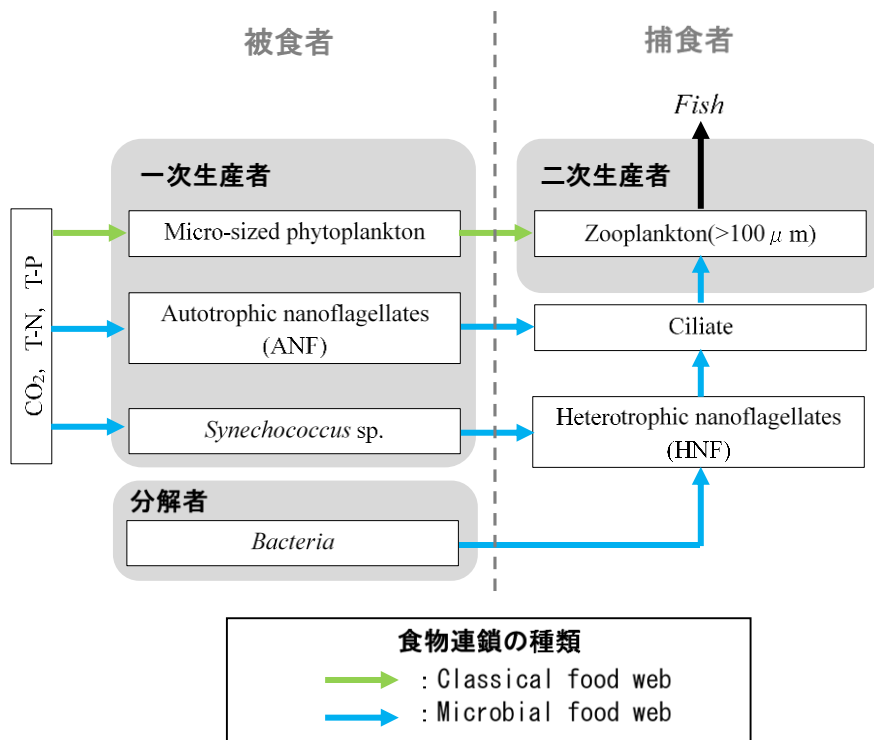 被食者
捕食者
Fish
一次生産者
二次生産者
CO₂, T-N, T-P
Micro-sized phytoplankton
Zooplankton(>100μm)
Autotrophic nanoflagellates
(ANF)
Ciliate
Synechococcus sp.
Heterotrophic nanoflagellates
(HNF)
分解者
Bacteria
食物連鎖の種類
:Classical food web
:Microbial food web